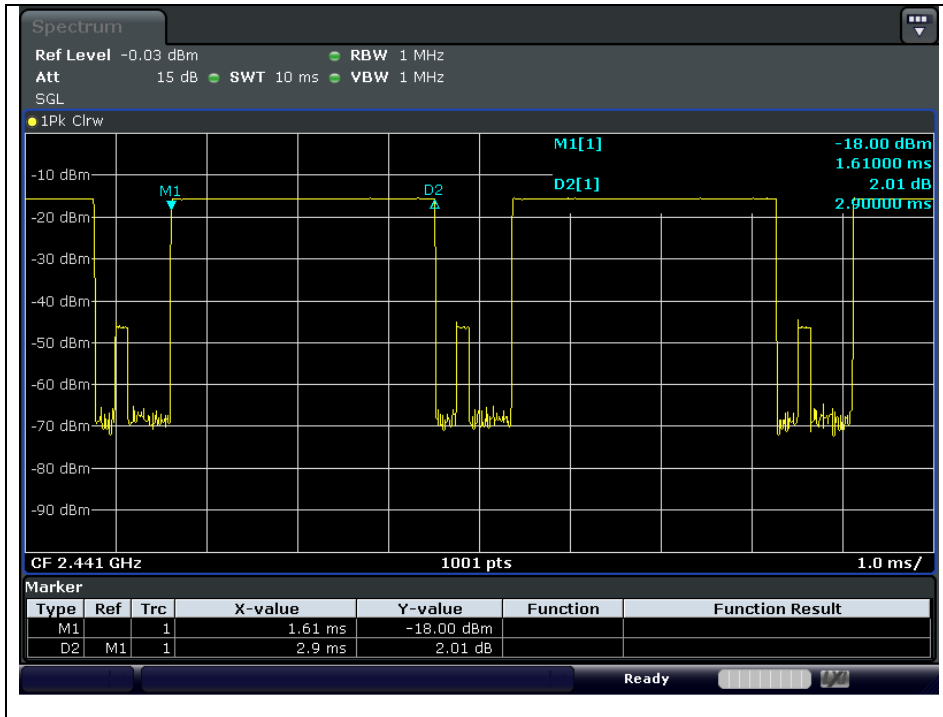 Spectrum
Ref Level -0.03 dBm RBW 1 MHz
Att 15 dB SWT 10 ms VBW 1 MHz
SGL
1Pk Clrw
M1[1] -18.00 dBm
1.61000 ms
D2[1] 2.01 dB
2.90000 ms
M1
D2
-10 dBm
-20 dBm
-30 dBm
-40 dBm
-50 dBm
-60 dBm
-70 dBm
-80 dBm
-90 dBm
CF 2.441 GHz 1001 pts 1.0 ms/
Marker
Type Ref Trc X-value Y-value Function Function Result
M1 1 1.61 ms -18.00 dBm
D2 M1 1 2.9 ms 2.01 dB
Ready